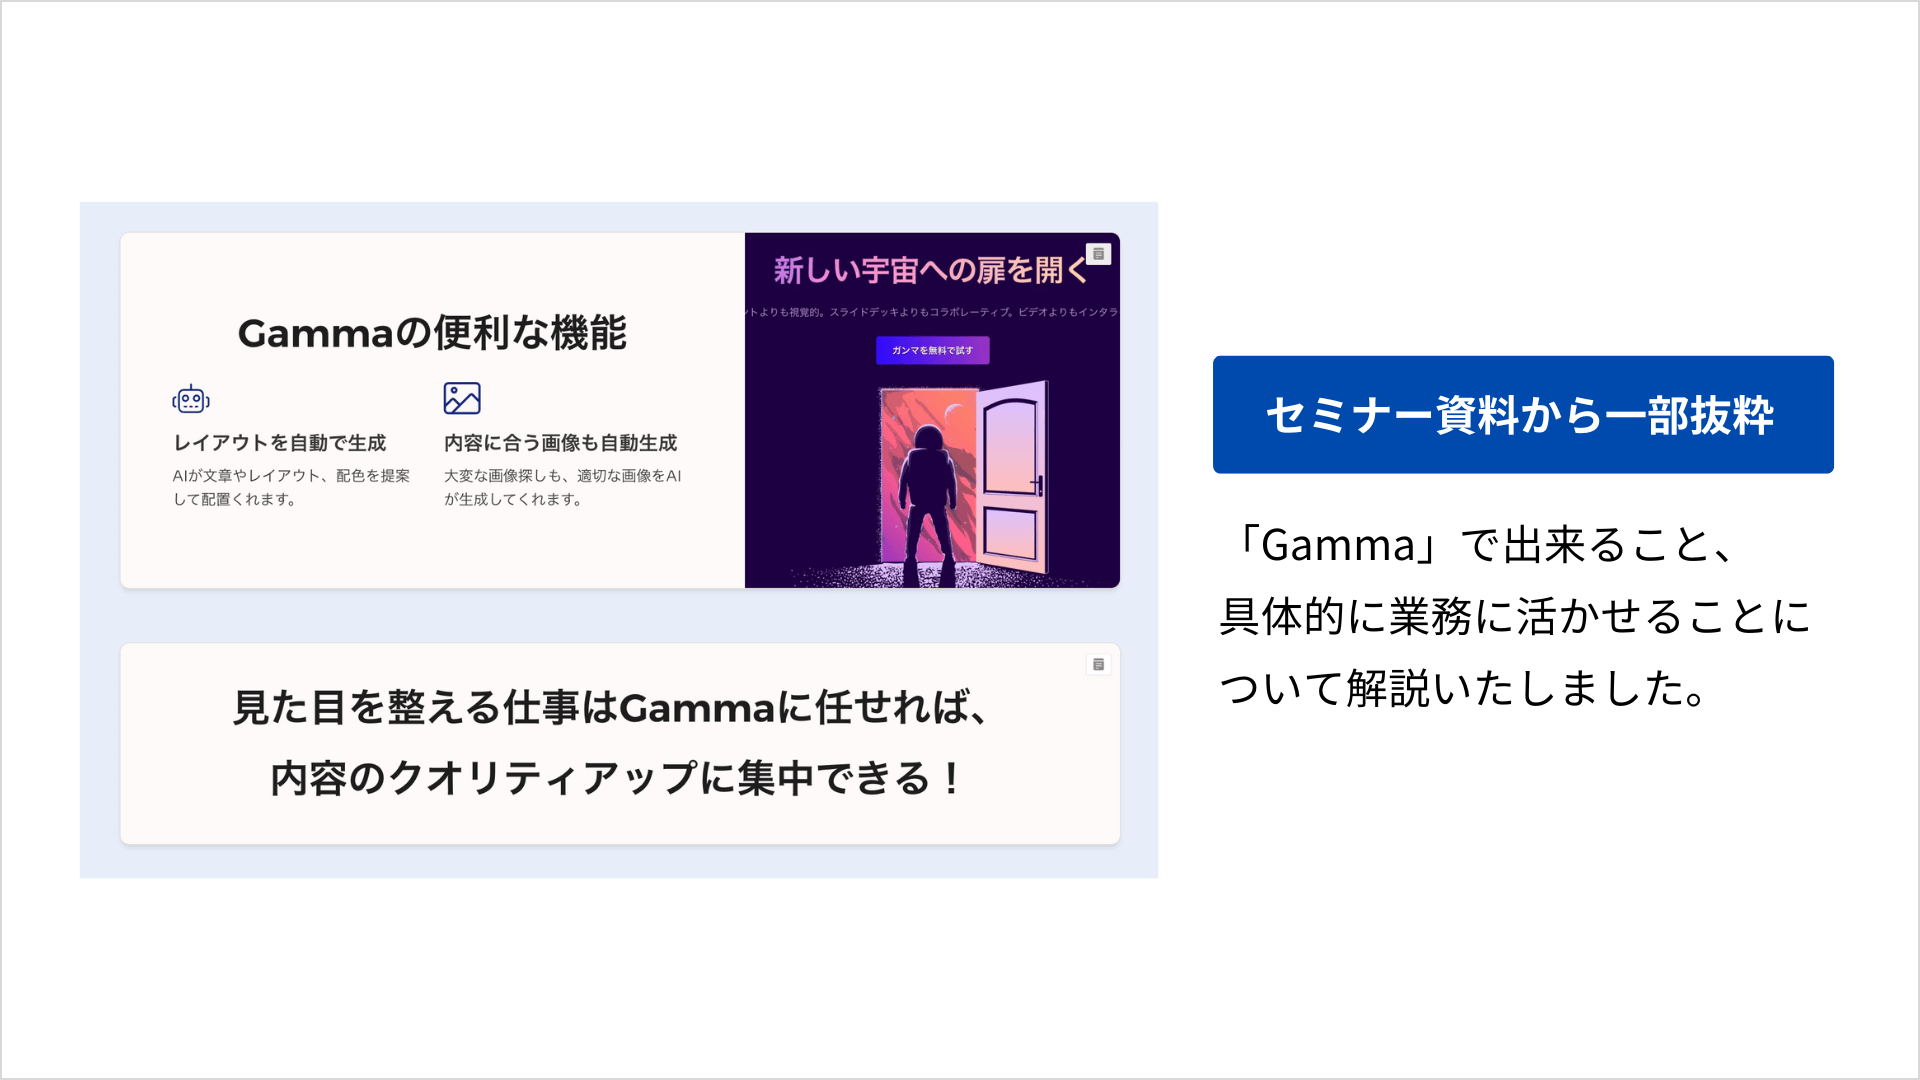 Gammaの便利な機能
レイアウトを自動で生成
AIが文章やレイアウト、配色を提案
して配置くれます。
内容に合う画像も自動生成
大変な画像探しも、適切な画像をAI
が生成してくれます。
新しい宇宙への扉を開く
トよりも視覚的。スライドデッキよりもコラボレーティブ。ビデオよりもインタラ
ガンマを無料で試す
見た目を整える仕事はGammaに任せれば、
内容のクオリティアップに集中できる！
セミナー資料から一部抜粋
「Gamma」で出来ること、
具体的に業務に活かせることに
ついて解説いたしました。